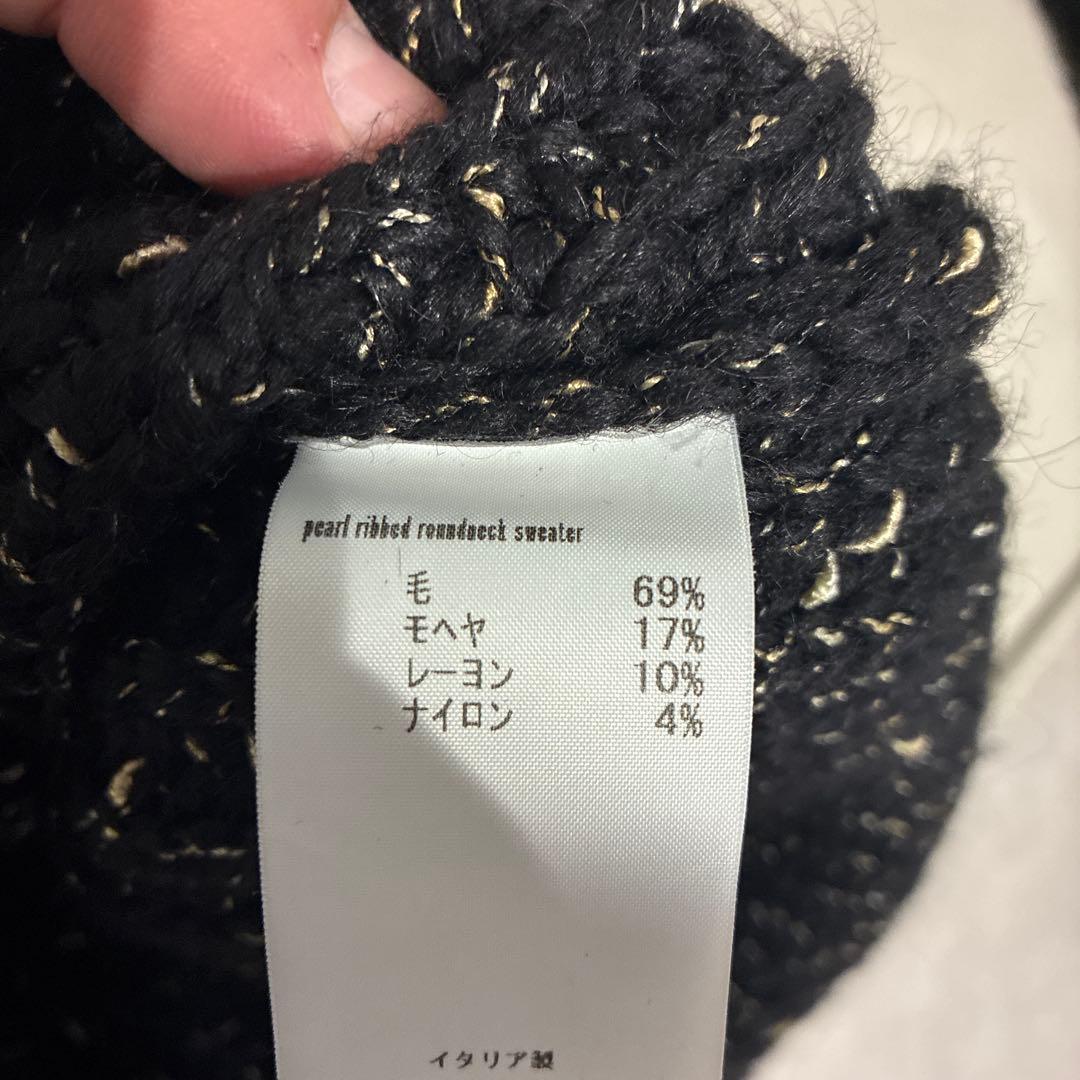 pearl ribbed roundneck sweater
毛 69%
モヘヤ 17%
レーヨン 10%
ナイロン 4%
イタリア製